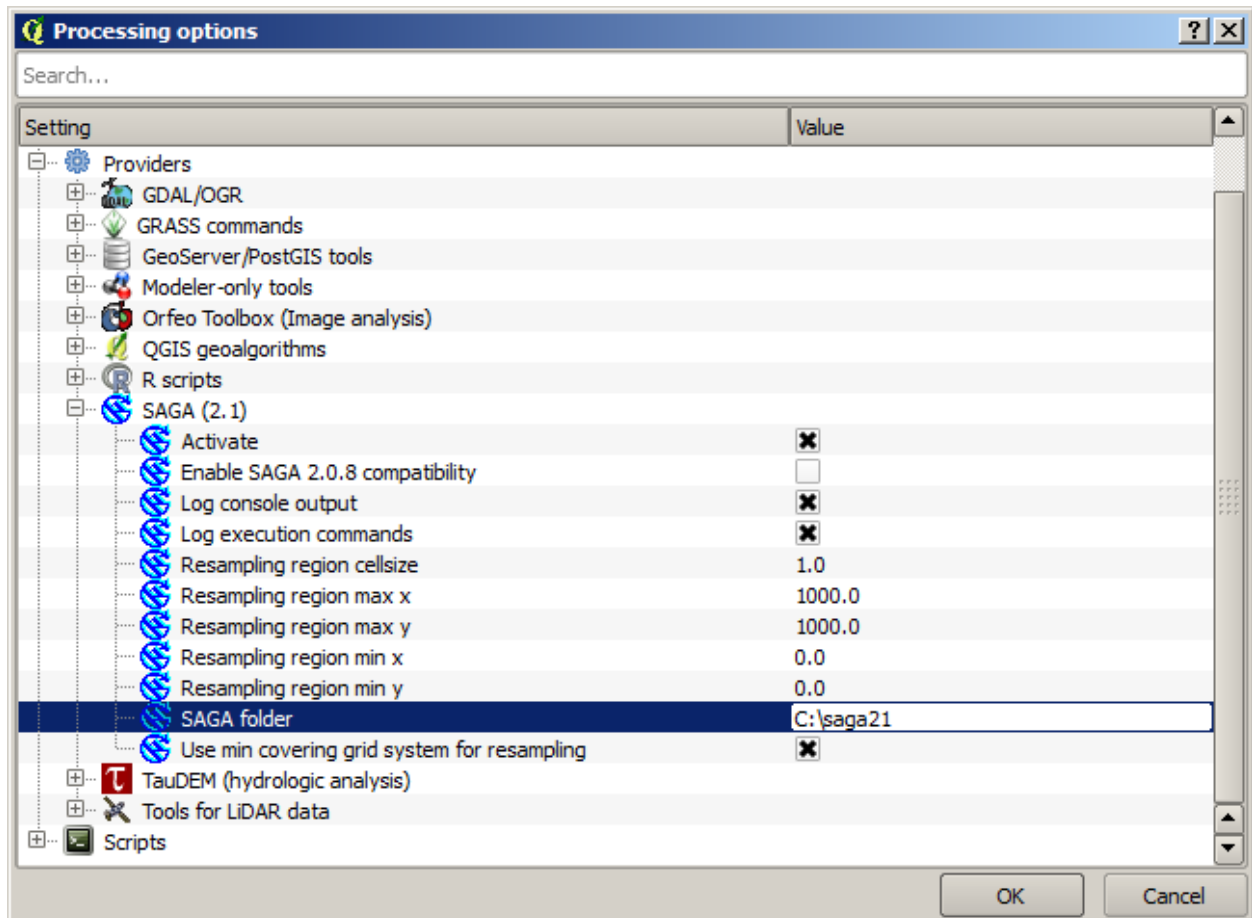 Processing options
Search...
Setting Value
Providers
GDAL/OGR
GRASS commands
GeoServer/PostGIS tools
Modeler-only tools
Orfeo Toolbox (Image analysis)
QGIS geoalgorithms
R scripts
SAGA (2.1)
Activate
Enable SAGA 2.0.8 compatibility
Log console output
Log execution commands
Resampling region cellsize 1.0
Resampling region max x 1000.0
Resampling region max y 1000.0
Resampling region min x 0.0
Resampling region min y 0.0
SAGA folder C:\saga21
Use min covering grid system for resampling
TauDEM (hydrologic analysis)
Tools for LiDAR data
Scripts
OK Cancel